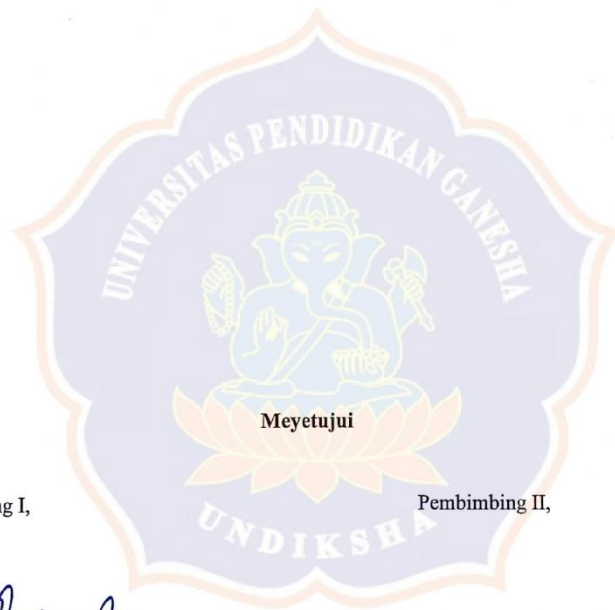 UNIVERSITAS PENDIDIKAN GANESHA
Meyetujui
g I,
Pembimbing II,
UNDIKSHA